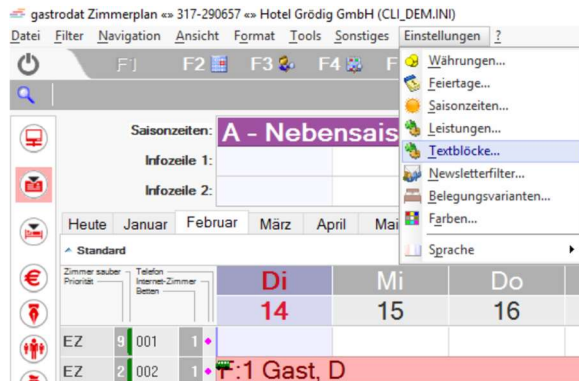 gastrodat Zimmerplan «» 317-290657 «» Hotel Grödig GmbH (CLI_DEM.INI)
Datei Filter Navigation Ansicht Format Tools Sonstiges Einstellungen ?
F1 F2 F3 F4 F
Währungen...
Feiertage...
Saisonzeiten...
Leistungen...
Textblöcke...
Newsletterfilter...
Belegungsvarianten...
Farben...
Sprache
Saisonzeiten: A - Nebensais
Infozeile 1:
Infozeile 2:
Heute Januar Februar März April Mai
Standard
Zimmer sauber Telefon
Priorität Internet-Zimmer
Betten
Di Mi Do
14 15 16
EZ 9 001 1
EZ 2 002 1 F:1 Gast, D